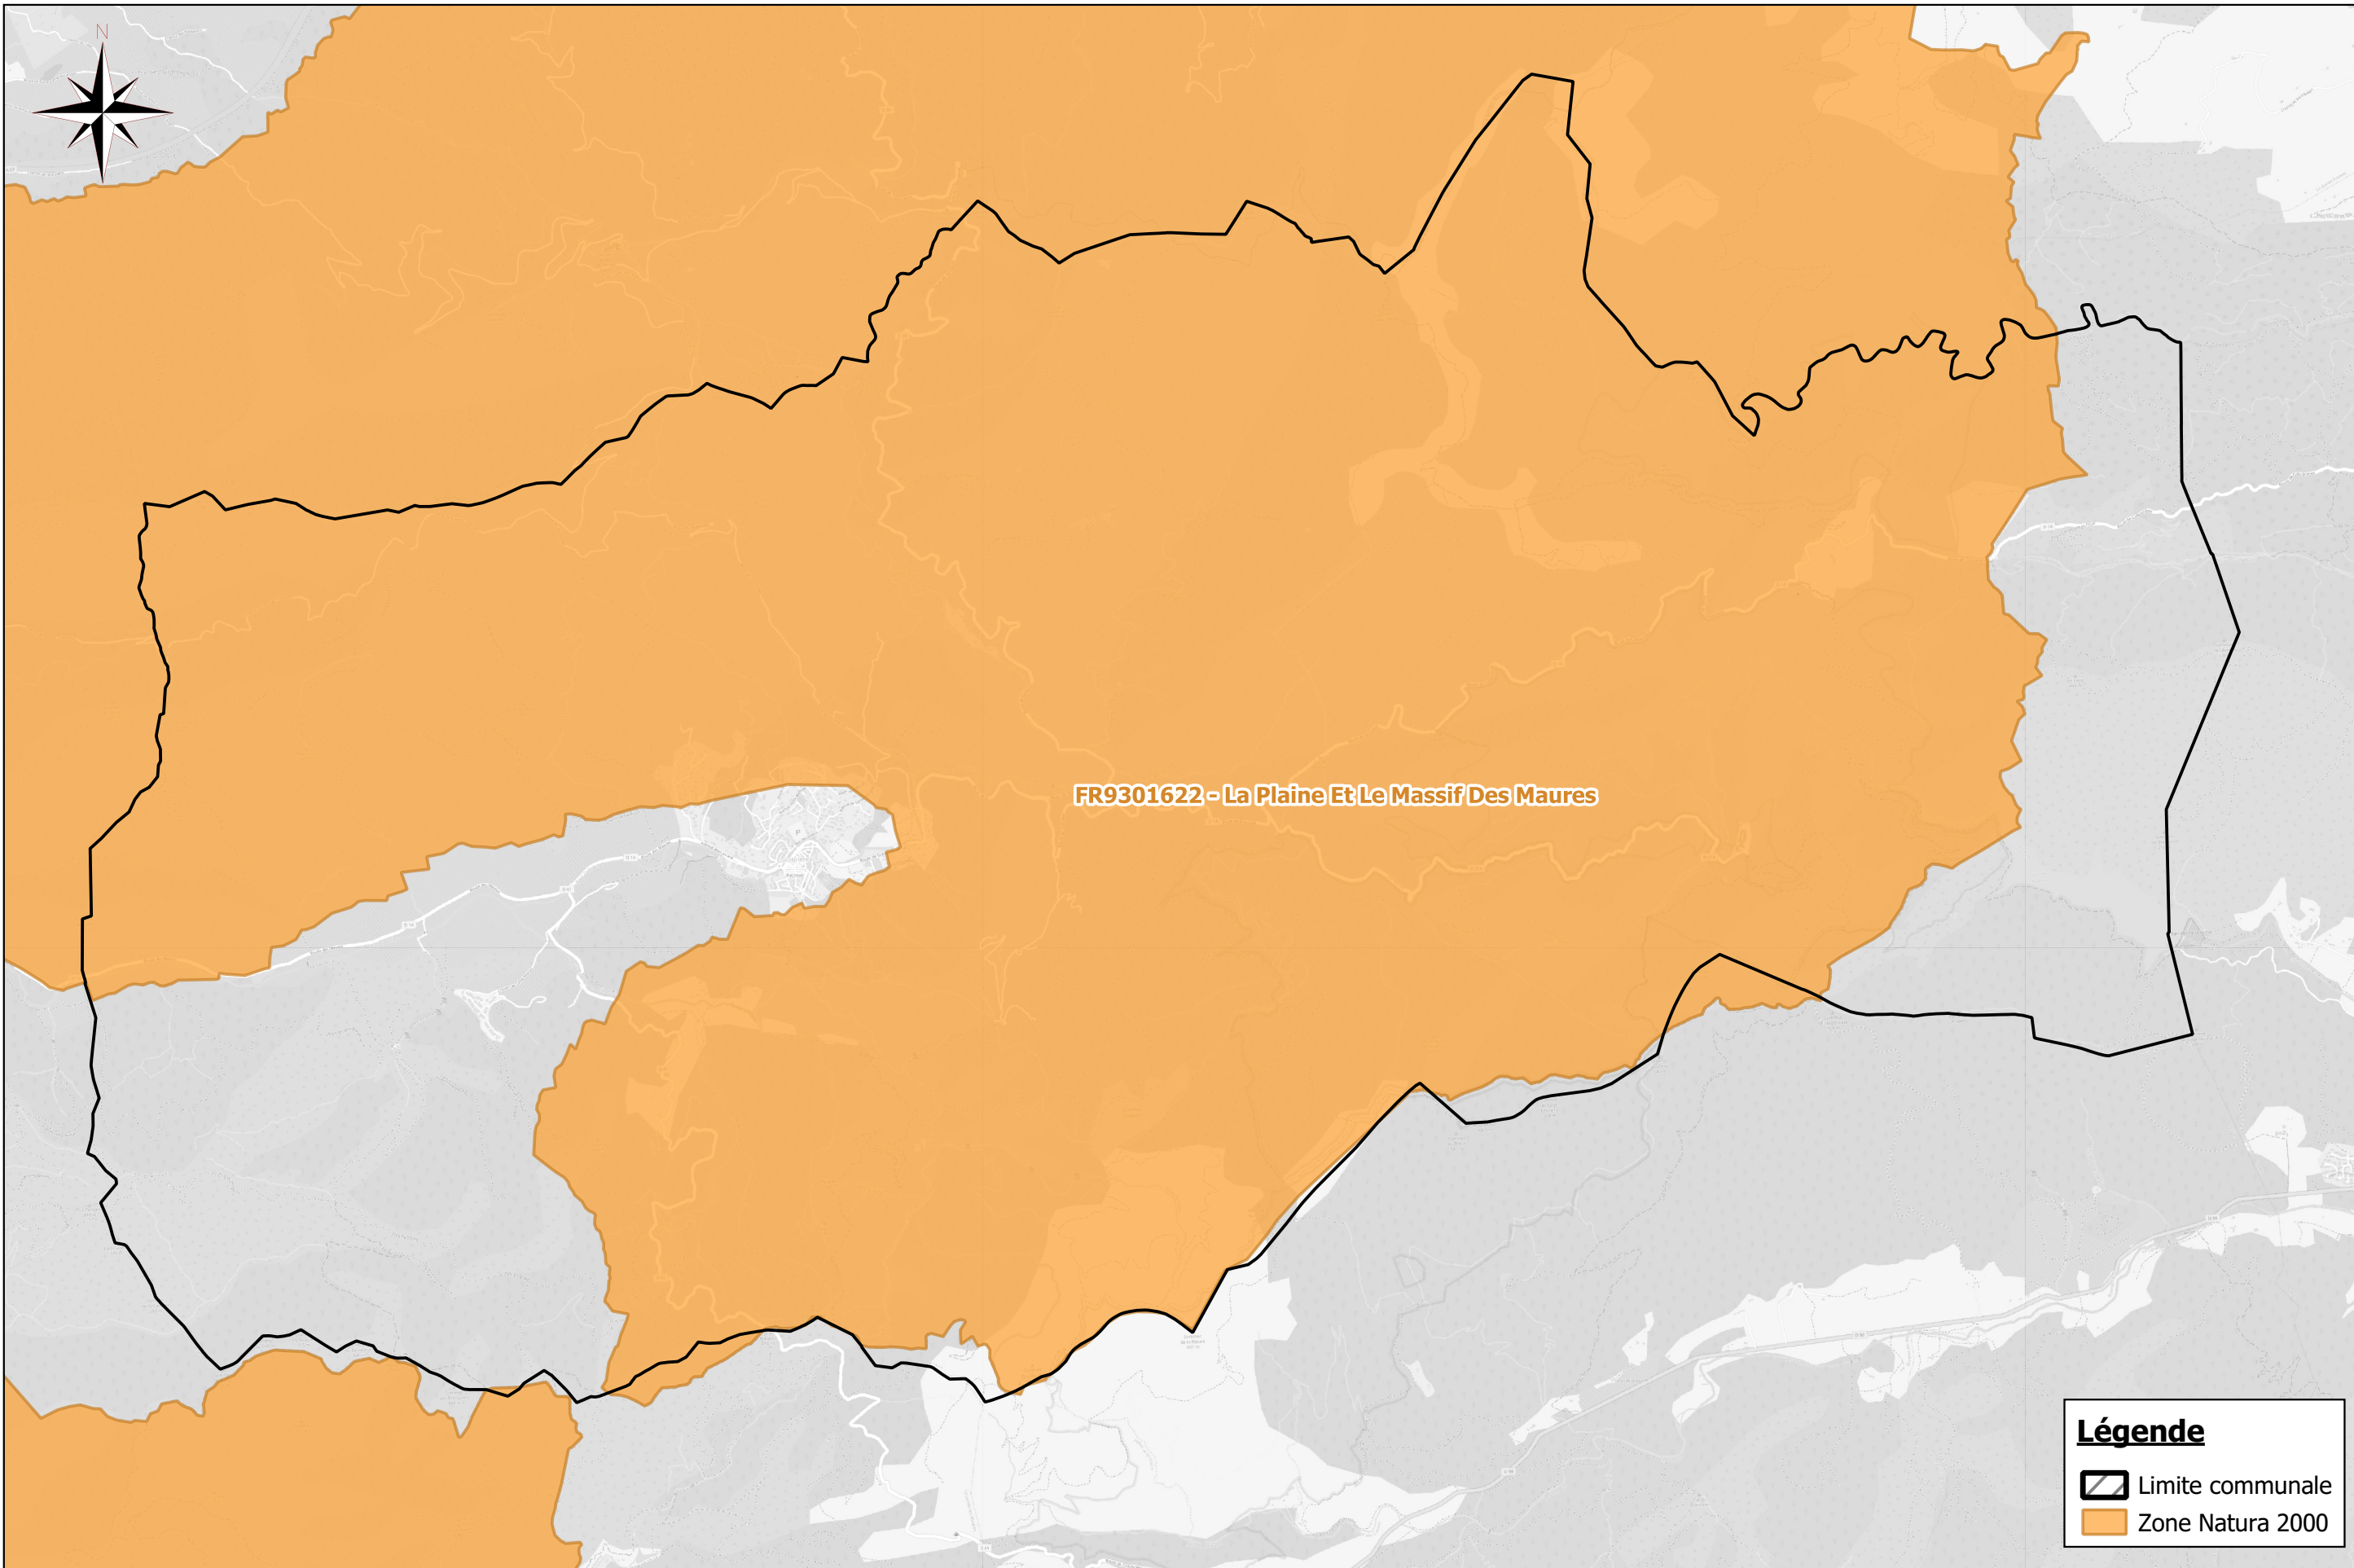 N
FR9301622 - La Plaine Et Le Massif Des Maures
Légende
Limite communale
Zone Natura 2000